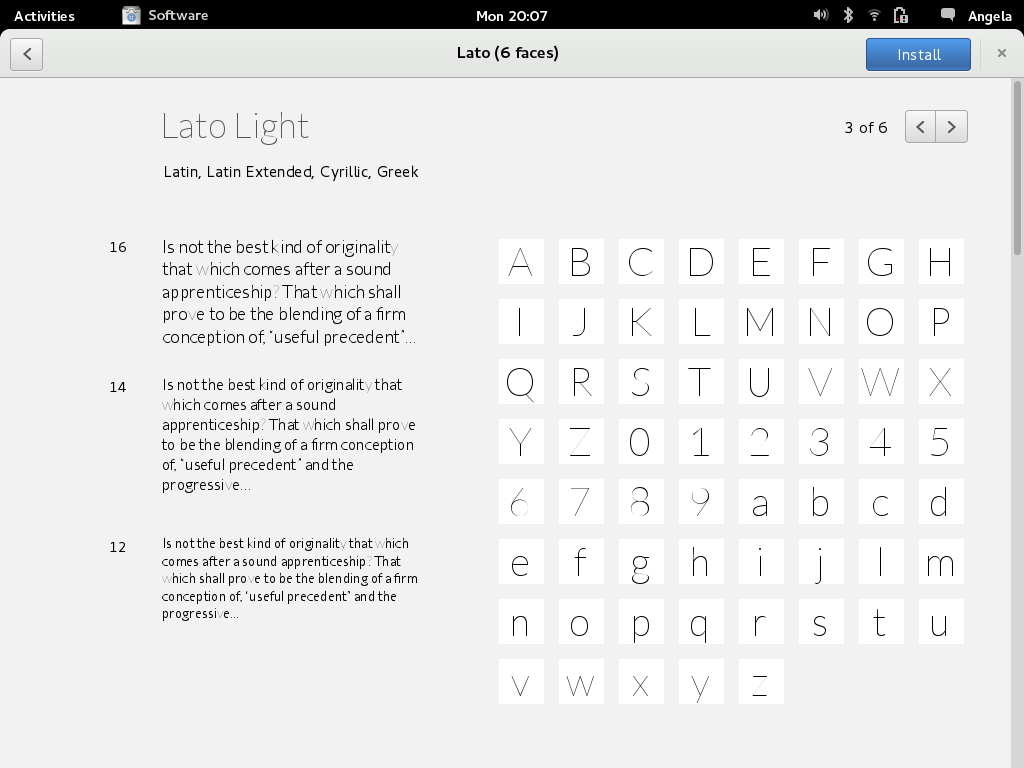 Activities Software Mon 20:07 Angela
Lato (6 faces) Install
Lato Light
3 of 6
Latin, Latin Extended, Cyrillic, Greek
16
Is not the best kind of originality
that which comes after a sound
apprenticeship? That which shall
prove to be the blending of a firm
conception of, “useful precedent”...
14
Is not the best kind of originality that
which comes after a sound
apprenticeship? That which shall prove
to be the blending of a firm conception
of, “useful precedent” and the
progressive...
12
Is not the best kind of originality that which
comes after a sound apprenticeship? That
which shall prove to be the blending of a firm
conception of, “useful precedent” and the
progressive...
A B C D E F G H
I J K L M N O P
Q R S T U V W X
Y Z 0 1 2 3 4 5
6 7 8 9 a b c d
e f g h i j l m
n o p q r s t u
v w x y z